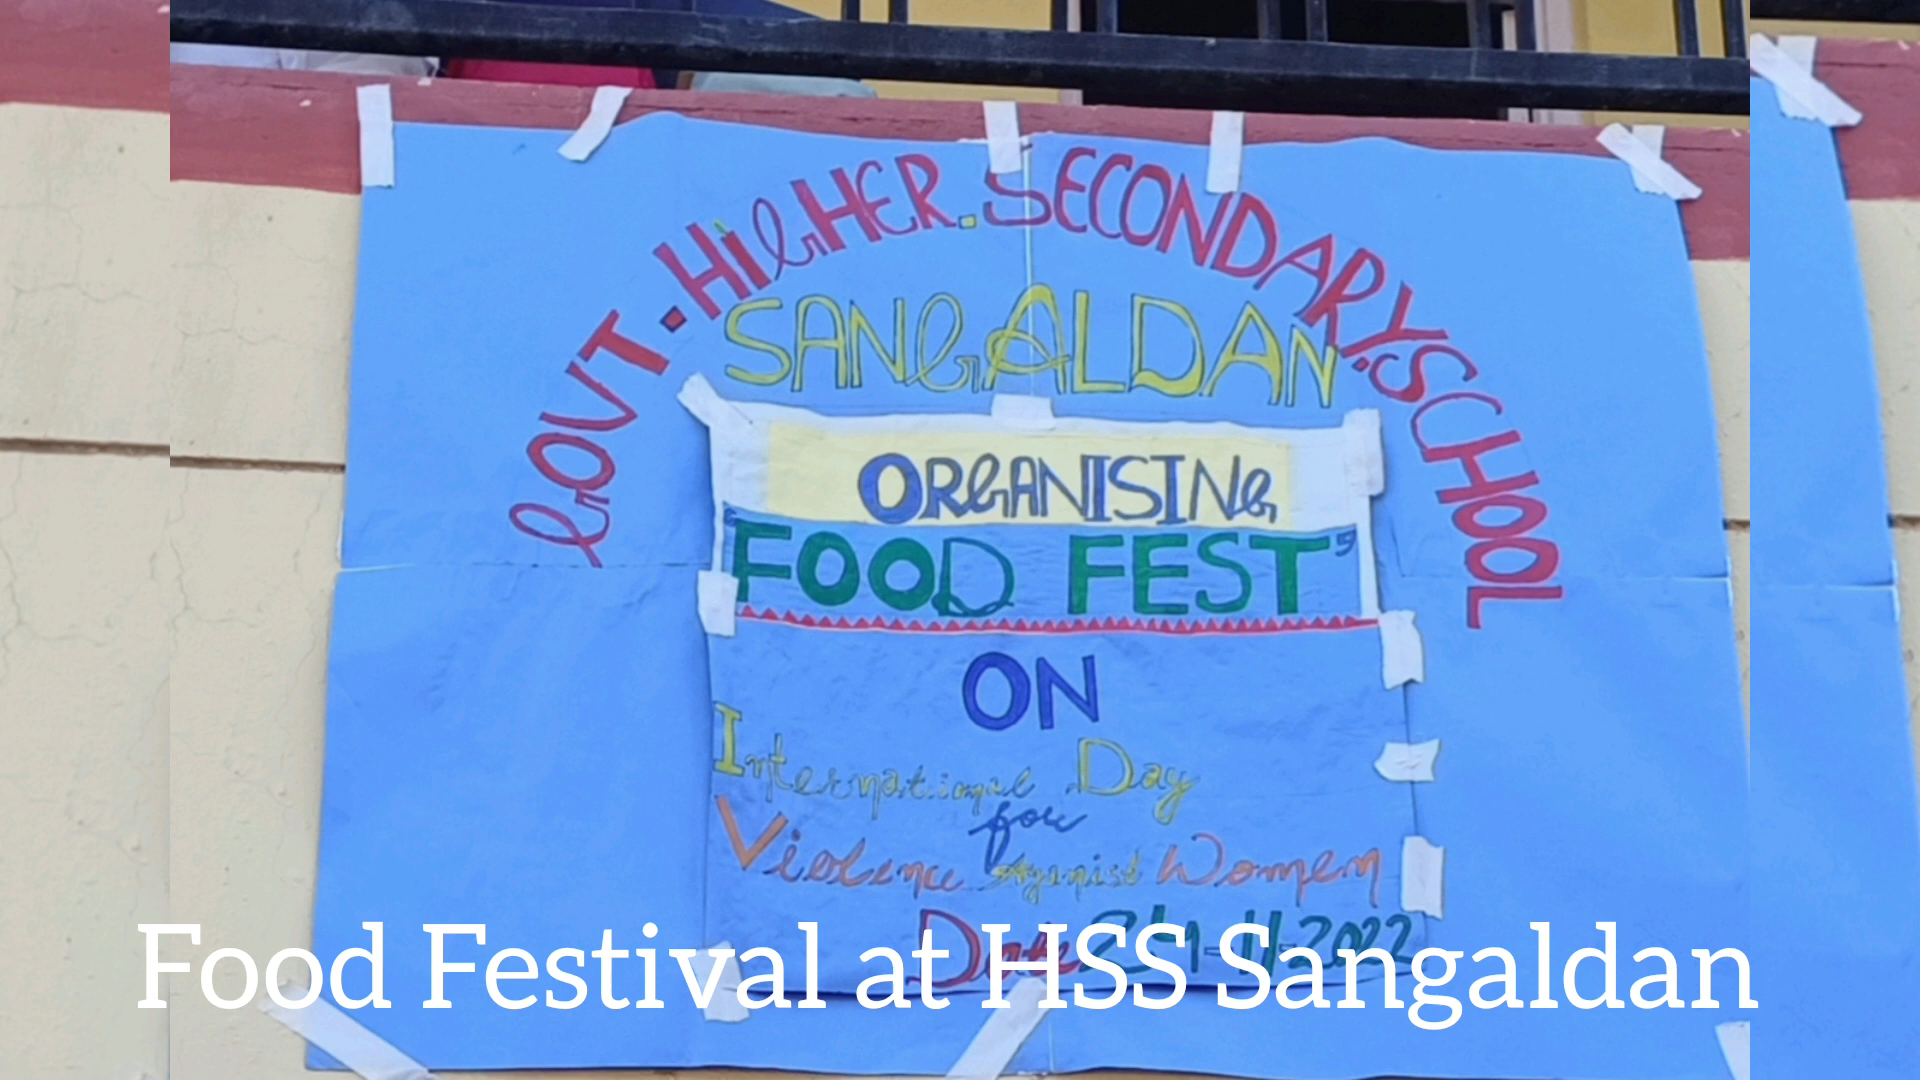 GOVT. HIGHER. SECONDARY. SCHOOL
SANGALDAN
ORGANISING
"FOOD FEST"
ON
International Day
for
Violence Against Women
Date
Food Festival at HSS Sangaldan